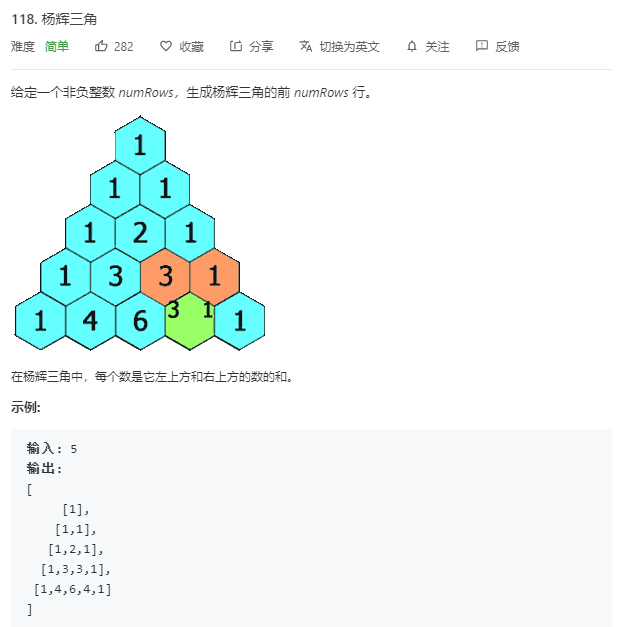 118. 杨辉三角
难度 简单 282 收藏 分享 切换为英文 关注 反馈
给定一个非负整数 numRows，生成杨辉三角的前 numRows 行。
1
1 1
1 2 1
1 3 3 1
1 4 6 3 1 1
在杨辉三角中，每个数是它左上方和右上方的数的和。
示例:
输入: 5
输出:
[
[1],
[1,1],
[1,2,1],
[1,3,3,1],
[1,4,6,4,1]
]